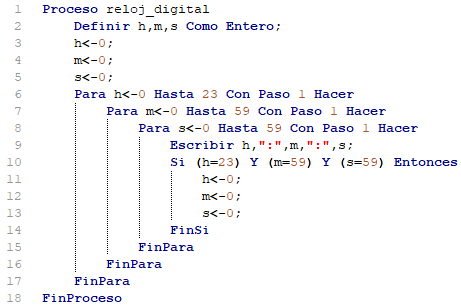 1 Proceso reloj_digital
2 Definir h,m,s Como Entero;
3 h<-0;
4 m<-0;
5 s<-0;
6 Para h<-0 Hasta 23 Con Paso 1 Hacer
7 Para m<-0 Hasta 59 Con Paso 1 Hacer
8 Para s<-0 Hasta 59 Con Paso 1 Hacer
9 Escribir h,":",m,":",s;
10 Si (h=23) Y (m=59) Y (s=59) Entonces
11 h<-0;
12 m<-0;
13 s<-0;
14 FinSi
15 FinPara
16 FinPara
17 FinPara
18 FinProceso